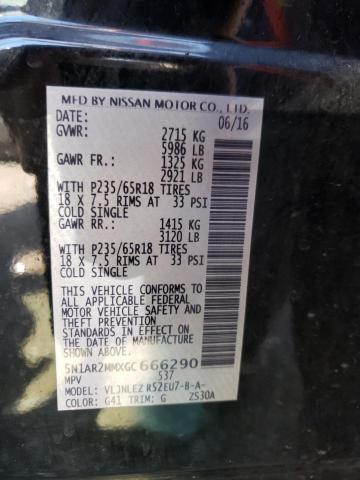 MFD BY NISSAN MOTOR CO., LTD.
DATE: 06/16
GVWR: 2715 KG
5986 LB
GAWR FR.: 1325 KG
2921 LB
WITH P235/65R18 TIRES
18 X 7.5 RIMS AT 33 PSI
COLD SINGLE
GAWR RR.: 1415 KG
3120 LB
WITH P235/65R18 TIRES
18 X 7.5 RIMS AT 33 PSI
COLD SINGLE
THIS VEHICLE CONFORMS TO
ALL APPLICABLE FEDERAL
MOTOR VEHICLE SAFETY
AND THEFT PREVENTION
STANDARDS IN EFFECT ON
THE DATE OF MANUFACTURE
SHOWN ABOVE.
5N1AR2MMXGC666290
MPV 537
MODEL: VLJNLEZ R52EU7-B-A-
COLOR: G41 TRIM: G ZS30A